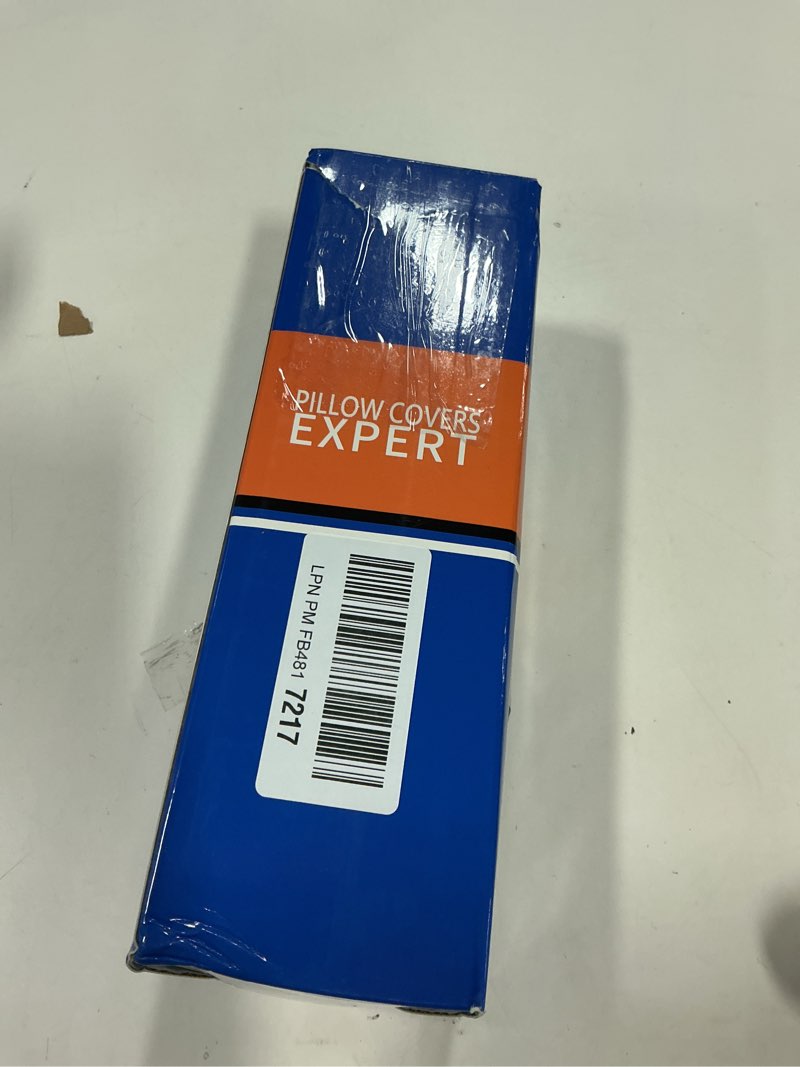 PILLOW COVERS
EXPERT
LPN PM FB481 7217